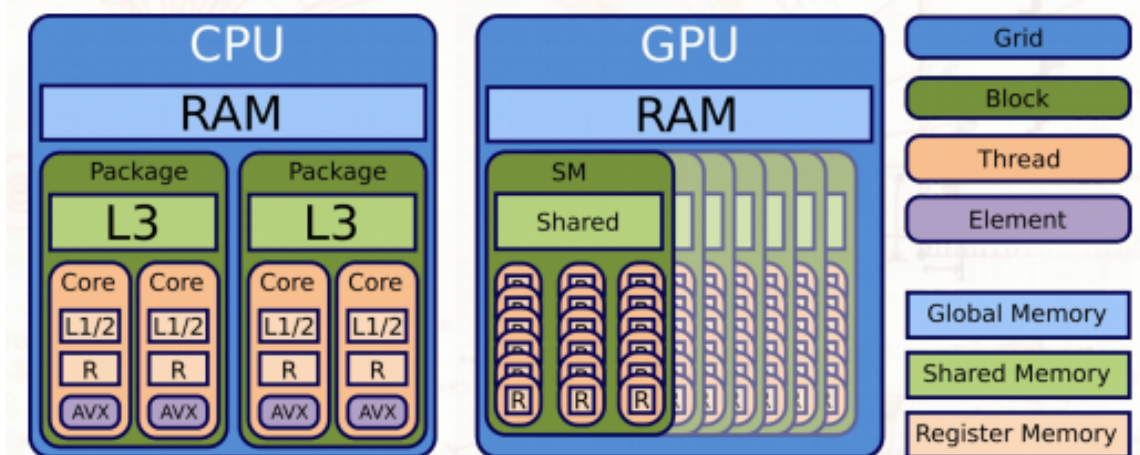 CPU
RAM
Package
Package
L3
L3
Core
Core
Core
Core
L1/2
L1/2
L1/2
L1/2
R
R
R
R
AVX
AVX
AVX
AVX
GPU
RAM
SM
Shared
R
R
R
Grid
Block
Thread
Element
Global Memory
Shared Memory
Register Memory